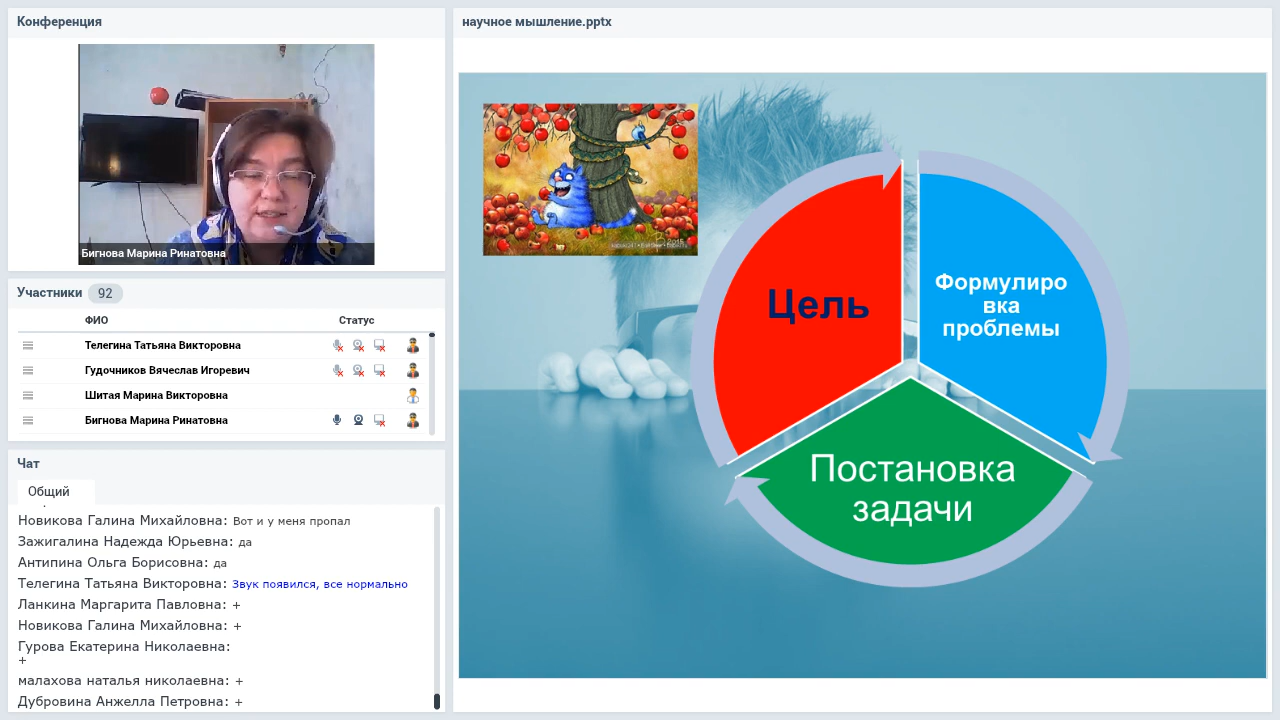 Конференция
Бигнова Марина Ринатовна
Участники 92
ФИО Статус
Телегина Татьяна Викторовна
Гудочников Вячеслав Игоревич
Шитая Марина Викторовна
Бигнова Марина Ринатовна
Чат
Общий
Новикова Галина Михайловна: Вот и у меня пропал
Зажигалина Надежда Юрьевна: да
Антипина Ольга Борисовна: да
Телегина Татьяна Викторовна: Звук появился, все нормально
Ланкина Маргарита Павловна: +
Новикова Галина Михайловна: +
Гурова Екатерина Николаевна:
+
малахова наталья николаевна: +
Дубровина Анжелла Петровна: +
научное мышление.pptx
Цель
Формулиро
вка
проблемы
Постановка
задачи